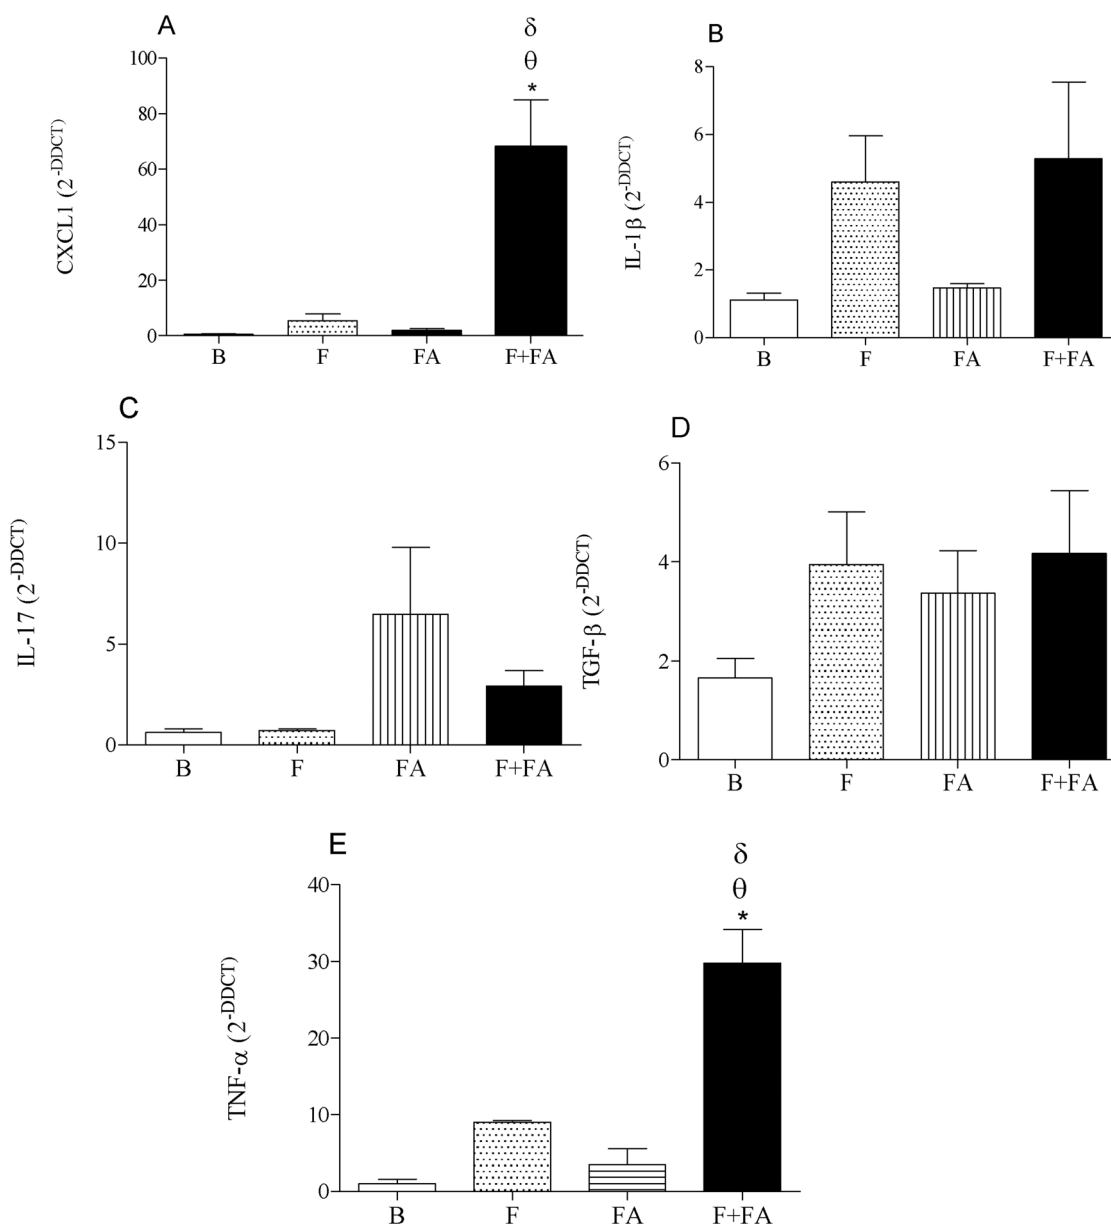 A
δ
θ
*
CXCL1 (2^-DDCT)
100
80
60
40
20
0
B F FA F+FA
B
IL-1β (2^-DDCT)
8
6
4
2
0
B F FA F+FA
C
IL-17 (2^-DDCT)
15
10
5
0
B F FA F+FA
D
TGF-β (2^-DDCT)
6
4
2
0
B F FA F+FA
E
δ
θ
*
TNF-α (2^-DDCT)
40
30
20
10
0
B F FA F+FA